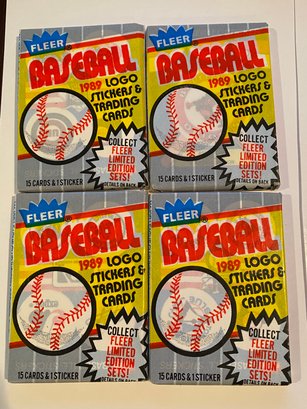 FLEER
BASEBALL
1989 LOGO
STICKERS &
TRADING
CARDS
COLLECT
FLEER
LIMITED
EDITION
SETS!
DETAILS ON BACK
15 CARDS & 1 STICKER
FLEER
BASEBALL
1989 LOGO
STICKERS &
TRADING
CARDS
COLLECT
FLEER
LIMITED
EDITION
SETS!
DETAILS ON BACK
15 CARDS & 1 STICKER
FLEER
BASEBALL
1989 LOGO
STICKERS &
TRADING
CARDS
COLLECT
FLEER
LIMITED
EDITION
SETS!
DETAILS ON BACK
15 CARDS & 1 STICKER
FLEER
BASEBALL
1989 LOGO
STICKERS &
TRADING
CARDS
COLLECT
FLEER
LIMITED
EDITION
SETS!
DETAILS ON BACK
15 CARDS & 1 STICKER